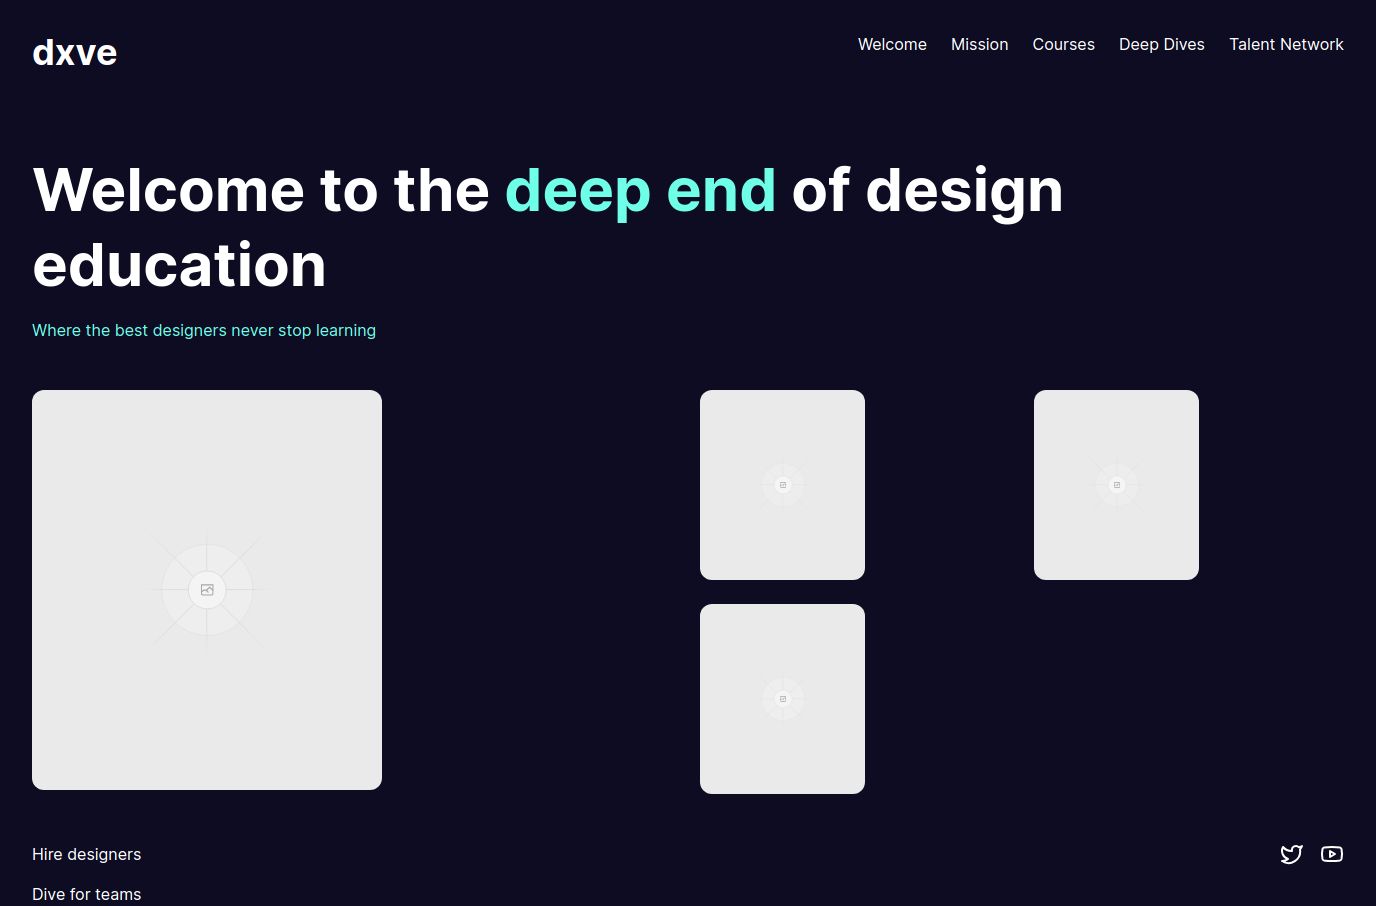 dxve
Welcome Mission Courses Deep Dives Talent Network
Welcome to the deep end of design
education
Where the best designers never stop learning
Hire designers
Dive for teams